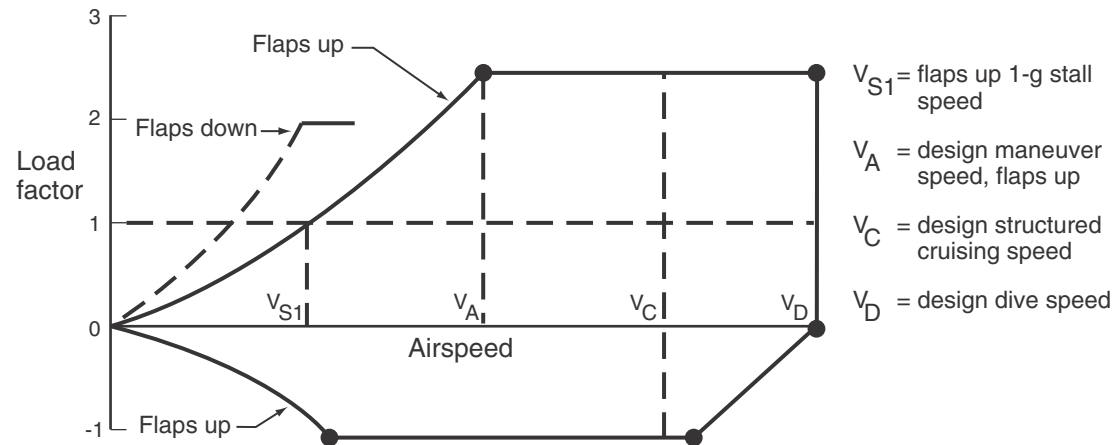 3
Flaps up
2
Flaps down
Load
factor
1
0
-1
V_S1
V_A
V_C
V_D
Airspeed
Flaps up
V_S1 = flaps up 1-g stall
speed
V_A = design maneuver
speed, flaps up
V_C = design structured
cruising speed
V_D = design dive speed